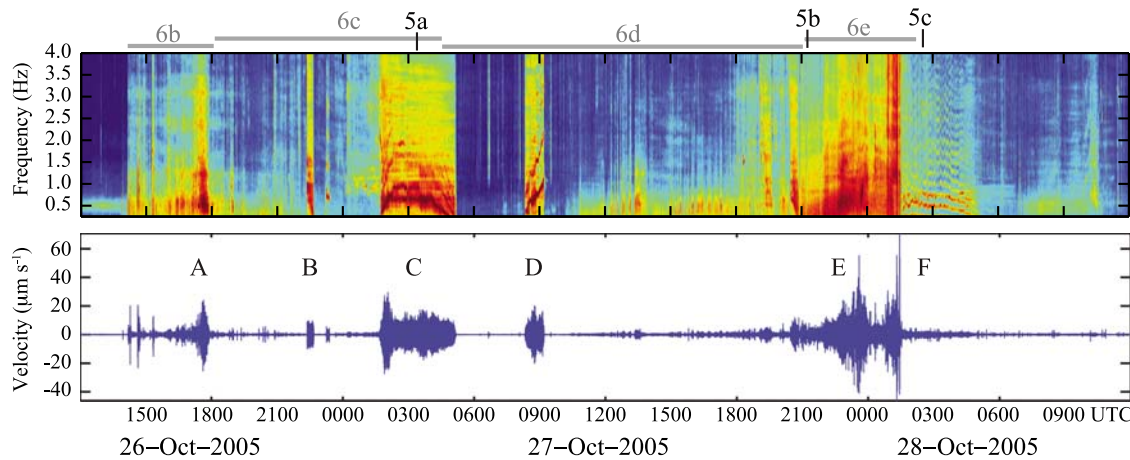 5a 5b 5c
6b 6c 6d 6e
4.0
3.5
3.0
2.5
2.0
1.5
1.0
0.5
Frequency (Hz)
A B C D E F
60
40
20
0
-20
-40
Velocity (μm s⁻¹)
1500 1800 2100 0000 0300 0600 0900 1200 1500 1800 2100 0000 0300 0600 0900 UTC
26−Oct−2005 27−Oct−2005 28−Oct−2005